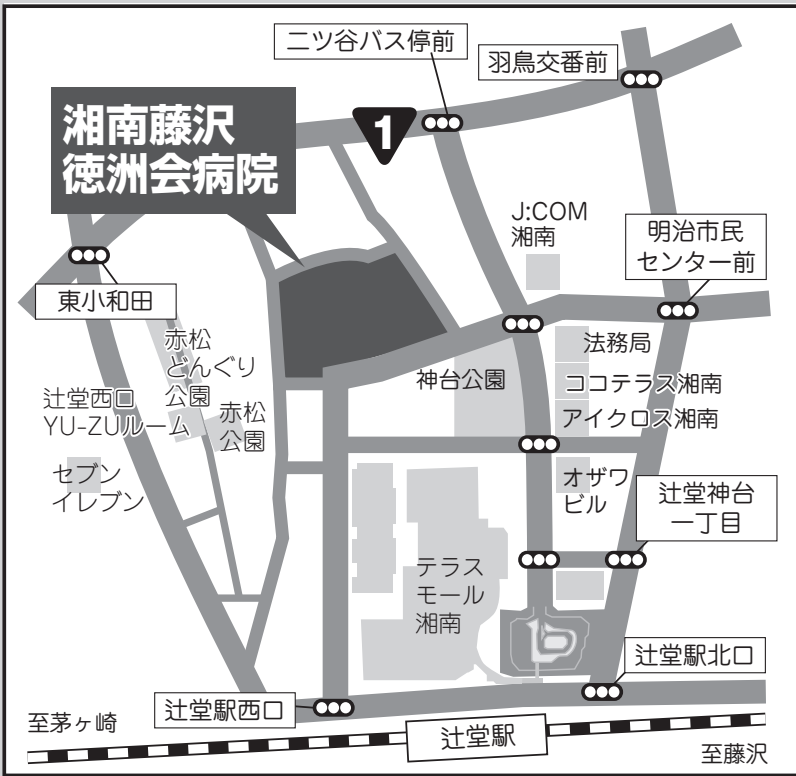 二ツ谷バス停前
羽鳥交番前
湘南藤沢
徳洲会病院
1
J:COM
湘南
明治市民
センター前
東小和田
赤松
どんぐり
公園
法務局
神台公園
ココテラス湘南
辻堂西口
YU-ZUルーム
赤松
公園
アイクロス湘南
セブン
イレブン
オザワ
ビル
辻堂神台
一丁目
テラス
モール
湘南
辻堂駅北口
辻堂駅西口
至茅ヶ崎
辻堂駅
至藤沢